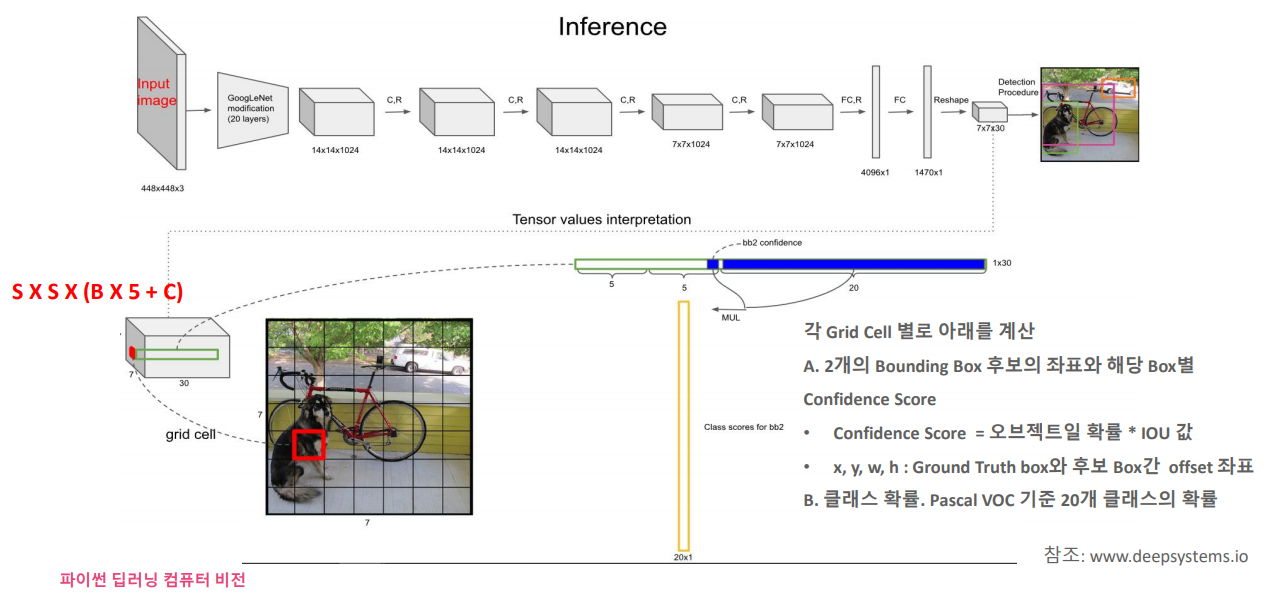 Inference
Input
image
448x448x3
GoogLeNet
modification
(20 layers)
14x14x1024
C,R
14x14x1024
C,R
14x14x1024
C,R
7x7x1024
C,R
7x7x1024
FC,R
4096x1
FC
1470x1
Reshape
7x7x30
Detection
Procedure
Tensor values interpretation
bb2 confidence
1x30
5
5
20
MUL
S X S X (B X 5 + C)
7
30
grid cell
7
7
Class scores for bb2
20x1
각 Grid Cell 별로 아래를 계산
A. 2개의 Bounding Box 후보의 좌표와 해당 Box별
Confidence Score
• Confidence Score = 오브젝트일 확률 * IOU 값
• x, y, w, h : Ground Truth box와 후보 Box간 offset 좌표
B. 클래스 확률. Pascal VOC 기준 20개 클래스의 확률
참조: www.deepsystems.io
파이썬 딥러닝 컴퓨터 비전